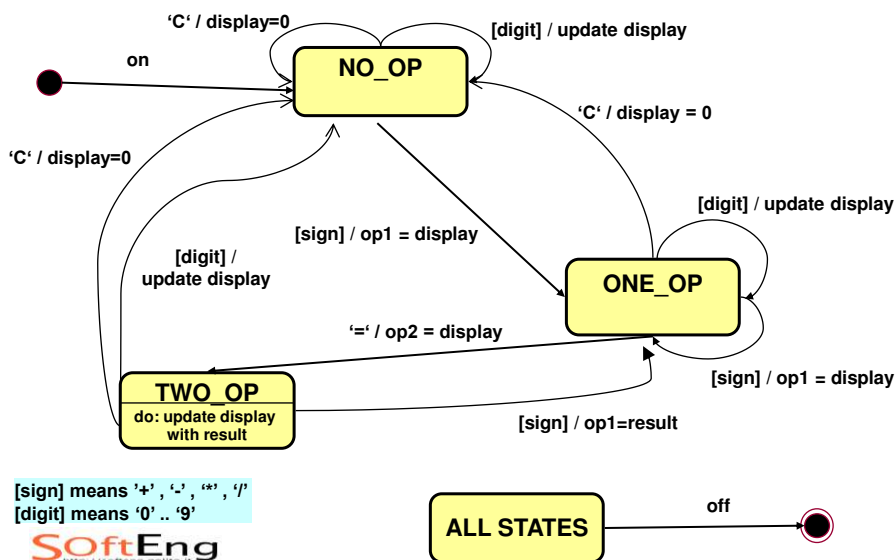 ‘C‘ / display=0
[digit] / update display
on
NO_OP
‘C‘ / display = 0
‘C‘ / display=0
[digit] / update display
[sign] / op1 = display
[digit] /
update display
ONE_OP
‘=‘ / op2 = display
[sign] / op1 = display
TWO_OP
do: update display
with result
[sign] / op1=result
[sign] means ’+’ , ‘-’ , ‘*’ , ‘/’
[digit] means ‘0’ .. ‘9’
off
ALL STATES
SOftEng